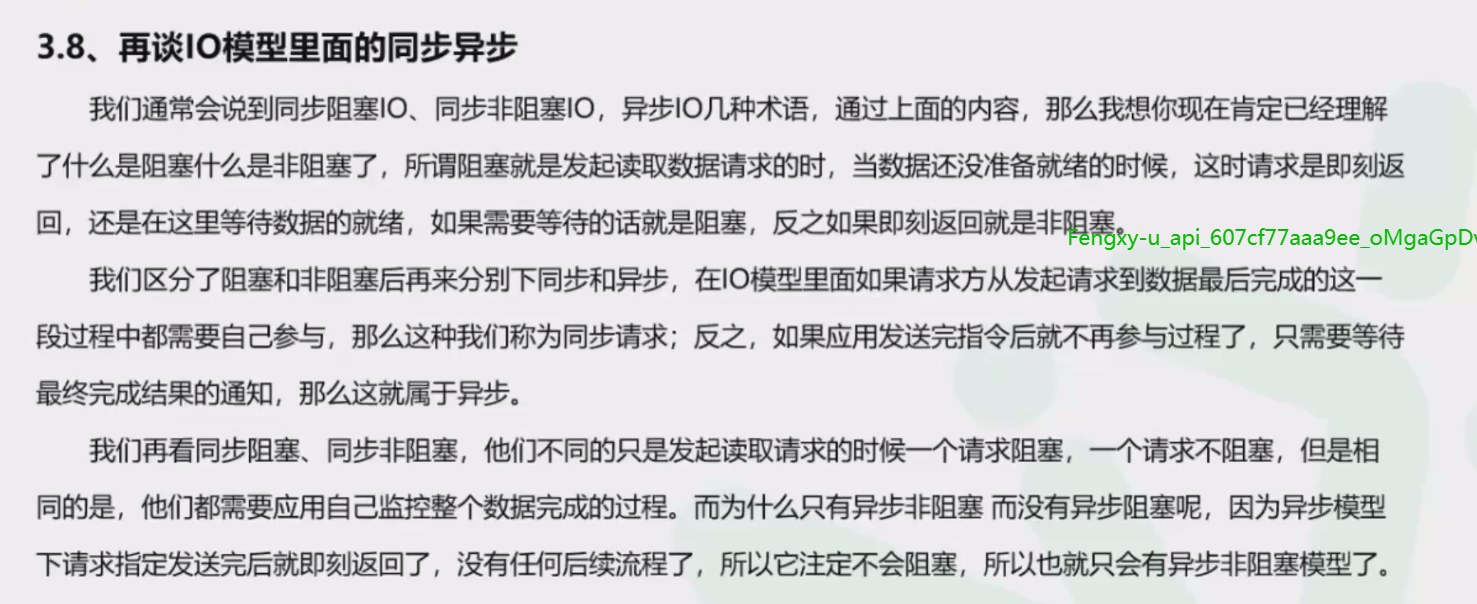 3.8、再谈IO模型里面的同步异步
我们通常会说到同步阻塞IO、同步非阻塞IO，异步IO几种术语，通过上面的内容，那么我想你现在肯定已经理解
了什么是阻塞什么是非阻塞了，所谓阻塞就是发起读取数据请求的时，当数据还没准备就绪的时候，这时请求是即刻返
回，还是在这里等待数据的就绪，如果需要等待的话就是阻塞，反之如果即刻返回就是非阻塞。
Fengxy-u_api_607cf77aaa9ee_oMgaGpDv
我们区分了阻塞和非阻塞后再来分别下同步和异步，在IO模型里面如果请求方从发起请求到数据最后完成的这一
段过程中都需要自己参与，那么这种我们称为同步请求；反之，如果应用发送完指令后就不再参与过程了，只需要等待
最终完成结果的通知，那么这就属于异步。
我们再看同步阻塞、同步非阻塞，他们不同的只是发起读取请求的时候一个请求阻塞，一个请求不阻塞，但是相
同的是，他们都需要应用自己监控整个数据完成的过程。而为什么只有异步非阻塞 而没有异步阻塞呢，因为异步模型
下请求指定发送完后就即刻返回了，没有任何后续流程了，所以它注定不会阻塞，所以也就只会有异步非阻塞模型了。